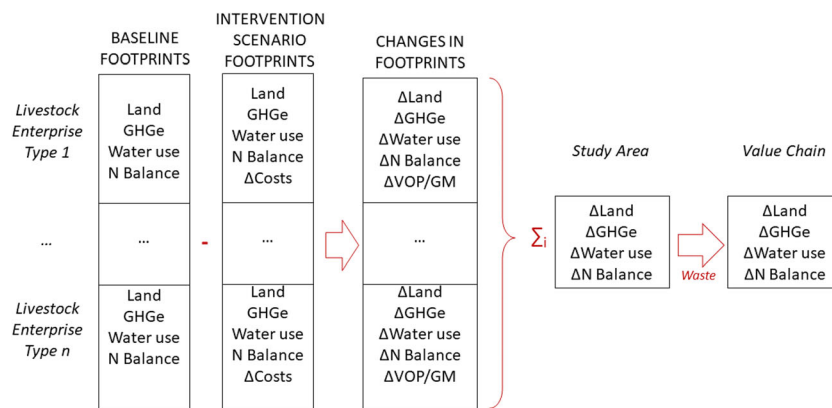 BASELINE
FOOTPRINTS
INTERVENTION
SCENARIO
FOOTPRINTS
CHANGES IN
FOOTPRINTS
Livestock
Enterprise
Type 1
Land
GHGe
Water use
N Balance
Land
GHGe
Water use
N Balance
ΔCosts
ΔLand
ΔGHGe
ΔWater use
ΔN Balance
ΔVOP/GM
...
...
-
...
...
Livestock
Enterprise
Type n
Land
GHGe
Water use
N Balance
Land
GHGe
Water use
N Balance
ΔCosts
ΔLand
ΔGHGe
ΔWater use
ΔN Balance
ΔVOP/GM
Σi
Study Area
ΔLand
ΔGHGe
ΔWater use
ΔN Balance
Waste
Value Chain
ΔLand
ΔGHGe
ΔWater use
ΔN Balance